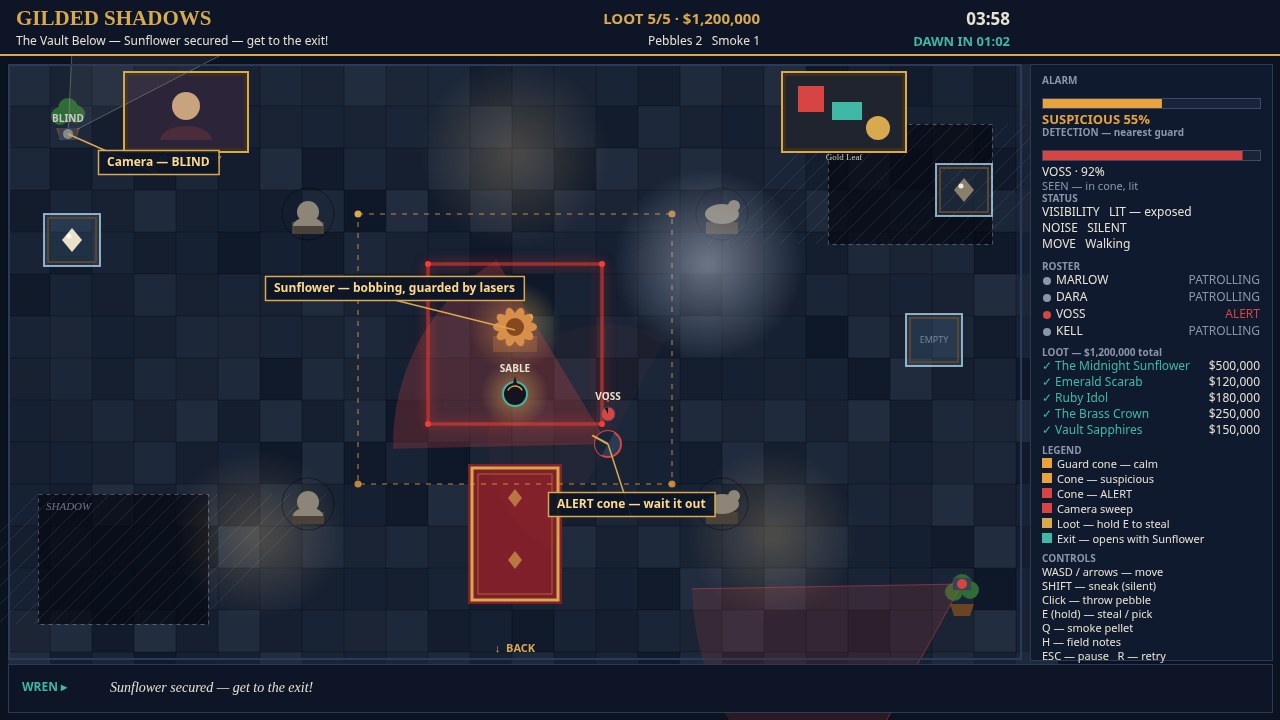 GILDED SHADOWS
The Vault Below — Sunflower secured — get to the exit!
LOOT 5/5 · $1,200,000
Pebbles 2 Smoke 1
03:58
DAWN IN 01:02
BLIND
Camera — BLIND
Gold Leaf
Sunflower — bobbing, guarded by lasers
SABLE
VOSS
EMPTY
ALERT cone — wait it out
SHADOW
↓ BACK
ALARM
SUSPICIOUS 55%
DETECTION — nearest guard
VOSS · 92%
SEEN — in cone, lit
STATUS
VISIBILITY LIT — exposed
NOISE SILENT
MOVE Walking
ROSTER
MARLOW PATROLLING
DARA PATROLLING
VOSS ALERT
KELL PATROLLING
LOOT — $1,200,000 total
✓ The Midnight Sunflower $500,000
✓ Emerald Scarab $120,000
✓ Ruby Idol $180,000
✓ The Brass Crown $250,000
✓ Vault Sapphires $150,000
LEGEND
Guard cone — calm
Cone — suspicious
Cone — ALERT
Camera sweep
Loot — hold E to steal
Exit — opens with Sunflower
CONTROLS
WASD / arrows — move
SHIFT — sneak (silent)
Click — throw pebble
E (hold) — steal / pick
Q — smoke pellet
H — field notes
ESC — pause R — retry
WREN ▸ Sunflower secured — get to the exit!